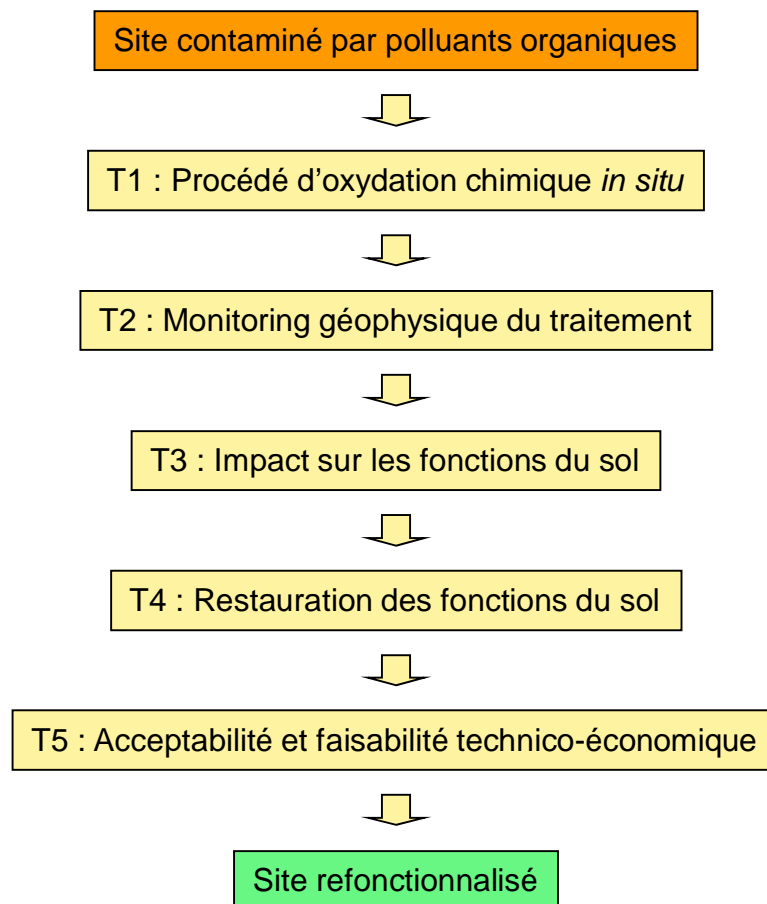 Site contaminé par polluants organiques
T1 : Procédé d’oxydation chimique in situ
T2 : Monitoring géophysique du traitement
T3 : Impact sur les fonctions du sol
T4 : Restauration des fonctions du sol
T5 : Acceptabilité et faisabilité technico-économique
Site refonctionnalisé